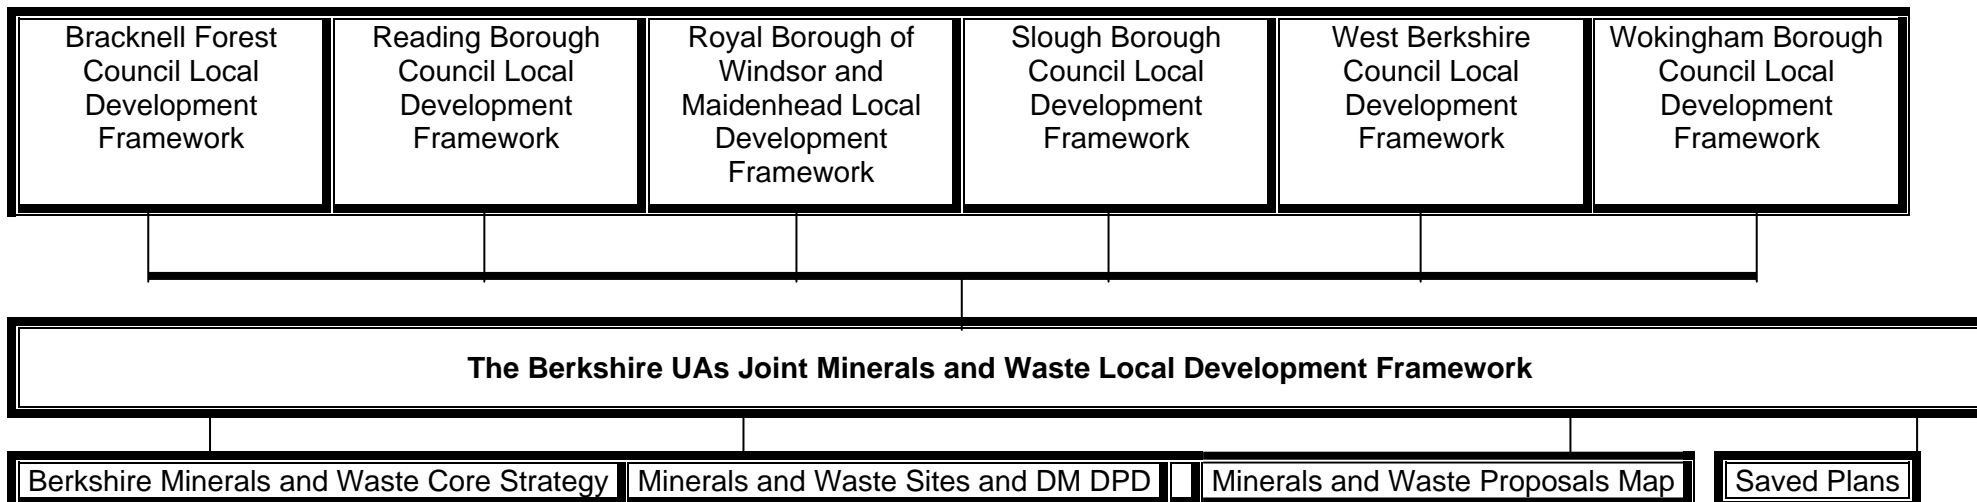 Bracknell Forest
Council Local
Development
Framework
Reading Borough
Council Local
Development
Framework
Royal Borough of
Windsor and
Maidenhead Local
Development
Framework
Slough Borough
Council Local
Development
Framework
West Berkshire
Council Local
Development
Framework
Wokingham Borough
Council Local
Development
Framework
The Berkshire UAs Joint Minerals and Waste Local Development Framework
Berkshire Minerals and Waste Core Strategy
Minerals and Waste Sites and DM DPD
Minerals and Waste Proposals Map
Saved Plans